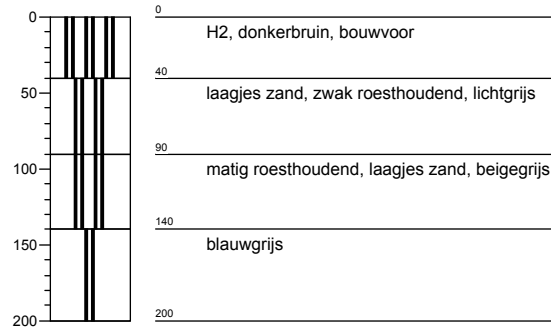 0
0
H2, donkerbruin, bouwvoor
40
50
laagjes zand, zwak roesthoudend, lichtgrijs
90
100
matig roesthoudend, laagjes zand, beigegrijs
140
150
blauwgrijs
200
200